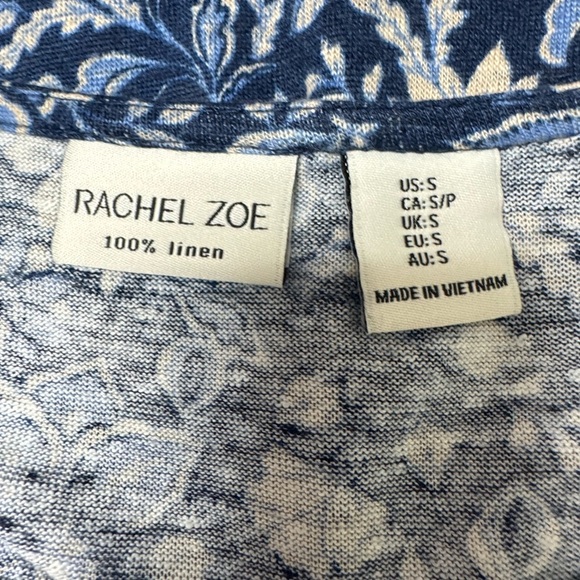 RACHEL ZOE
100% linen
US: S
CA: S/P
UK: S
EU: S
AU: S
MADE IN VIETNAM